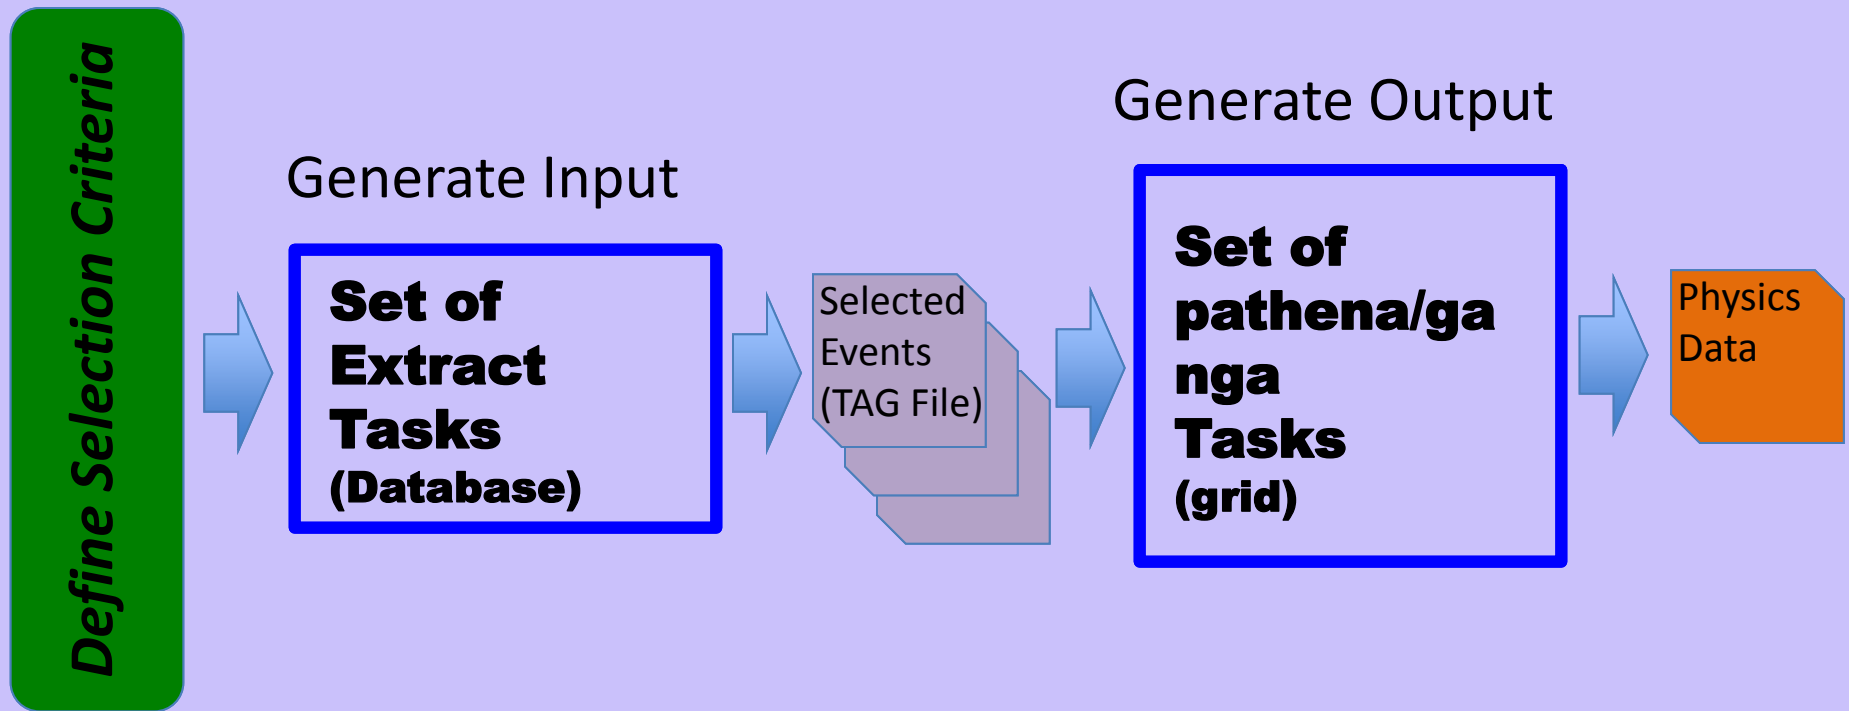 Define Selection Criteria
Generate Input
Set of
Extract
Tasks
(Database)
Selected
Events
(TAG File)
Generate Output
Set of
pathena/ga
nga
Tasks
(grid)
Physics
Data